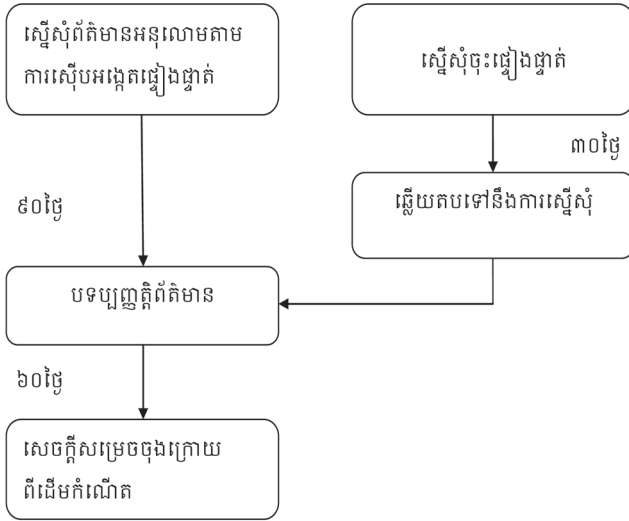 ស្នើសុំព័ត៌មានអនុលោមតាម
ការស៊ើបអង្កេតផ្ទៀងផ្ទាត់
ស្នើសុំចុះផ្ទៀងផ្ទាត់
៣០ថ្ងៃ
ឆ្លើយតបទៅនឹងការស្នើសុំ
៩០ថ្ងៃ
បទប្បញ្ញត្តិព័ត៌មាន
៦០ថ្ងៃ
សេចក្តីសម្រេចចុងក្រោយ
ពីដើមកំណើត